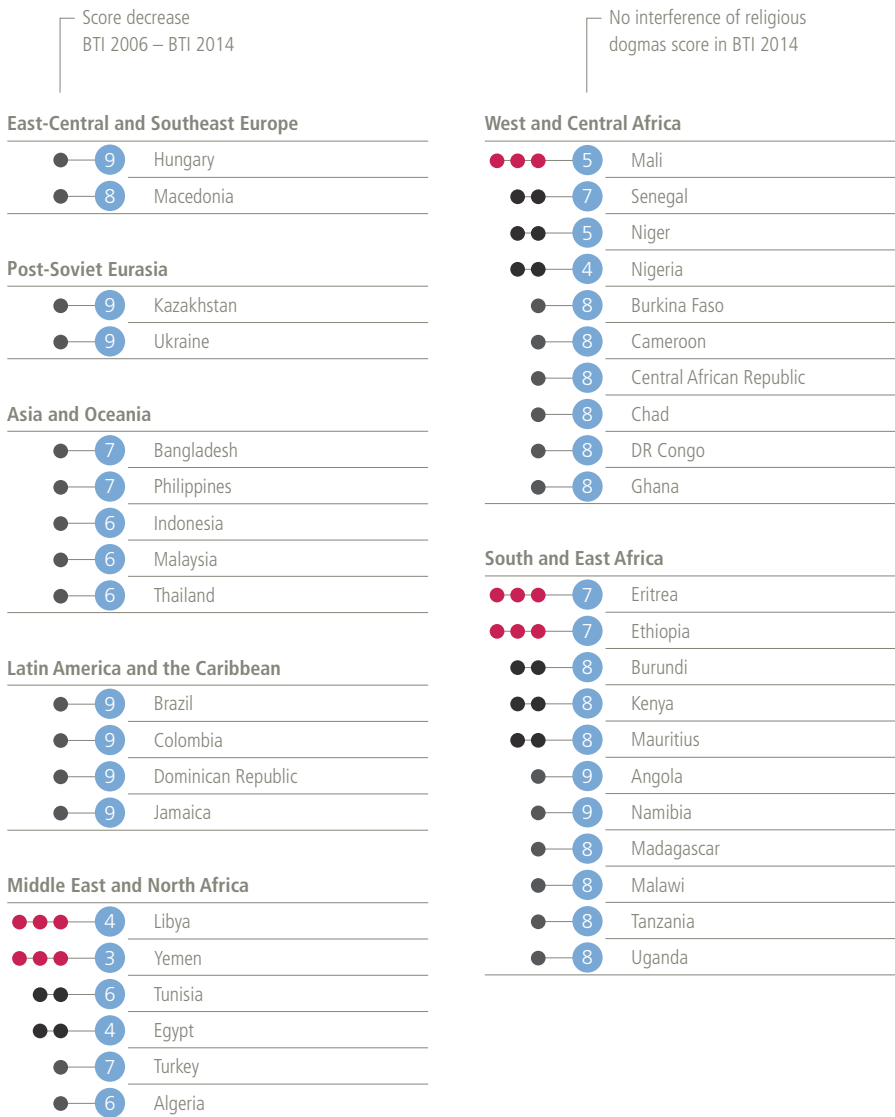 Score decrease
BTI 2006 – BTI 2014
No interference of religious
dogmas score in BTI 2014
East-Central and Southeast Europe
9 Hungary
8 Macedonia
Post-Soviet Eurasia
9 Kazakhstan
9 Ukraine
Asia and Oceania
7 Bangladesh
7 Philippines
6 Indonesia
6 Malaysia
6 Thailand
Latin America and the Caribbean
9 Brazil
9 Colombia
9 Dominican Republic
9 Jamaica
Middle East and North Africa
4 Libya
3 Yemen
6 Tunisia
4 Egypt
7 Turkey
6 Algeria
West and Central Africa
5 Mali
7 Senegal
5 Niger
4 Nigeria
8 Burkina Faso
8 Cameroon
8 Central African Republic
8 Chad
8 DR Congo
8 Ghana
South and East Africa
7 Eritrea
7 Ethiopia
8 Burundi
8 Kenya
8 Mauritius
9 Angola
9 Namibia
8 Madagascar
8 Malawi
8 Tanzania
8 Uganda